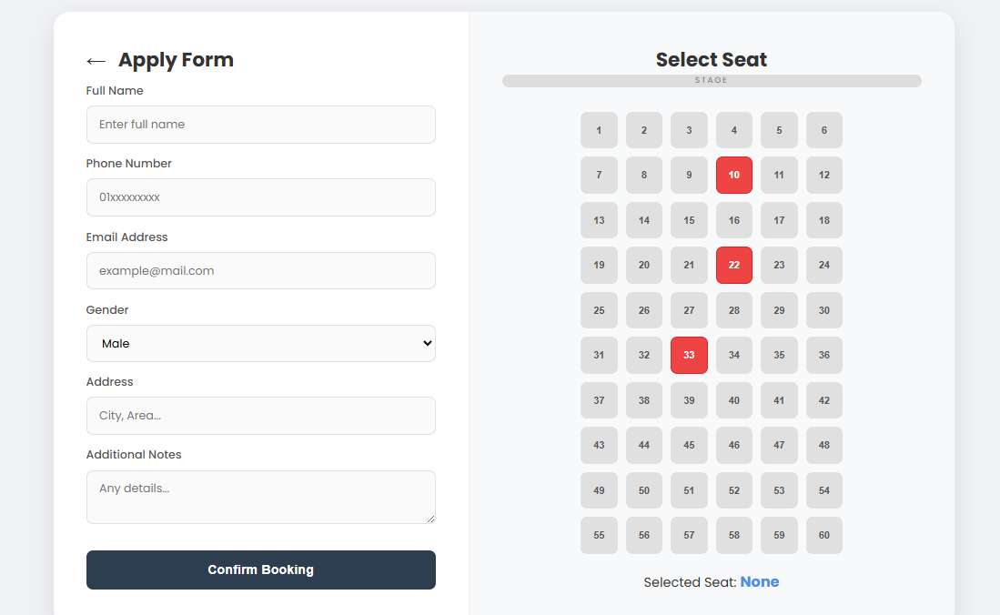 ← Apply Form
Full Name
Enter full name
Phone Number
01xxxxxxxxx
Email Address
example@mail.com
Gender
Male
Address
City, Area...
Additional Notes
Any details...
Confirm Booking
Select Seat
STAGE
1 2 3 4 5 6
7 8 9 10 11 12
13 14 15 16 17 18
19 20 21 22 23 24
25 26 27 28 29 30
31 32 33 34 35 36
37 38 39 40 41 42
43 44 45 46 47 48
49 50 51 52 53 54
55 56 57 58 59 60
Selected Seat: None